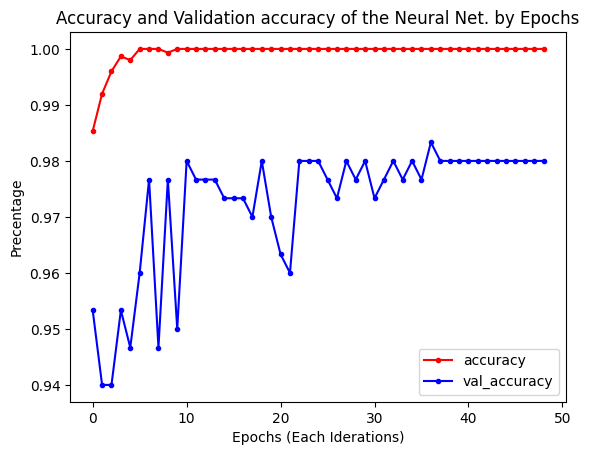 Accuracy and Validation accuracy of the Neural Net. by Epochs
1.00
0.99
0.98
0.97
0.96
0.95
0.94
Precentage
accuracy
val_accuracy
0 10 20 30 40 50
Epochs (Each Iderations)